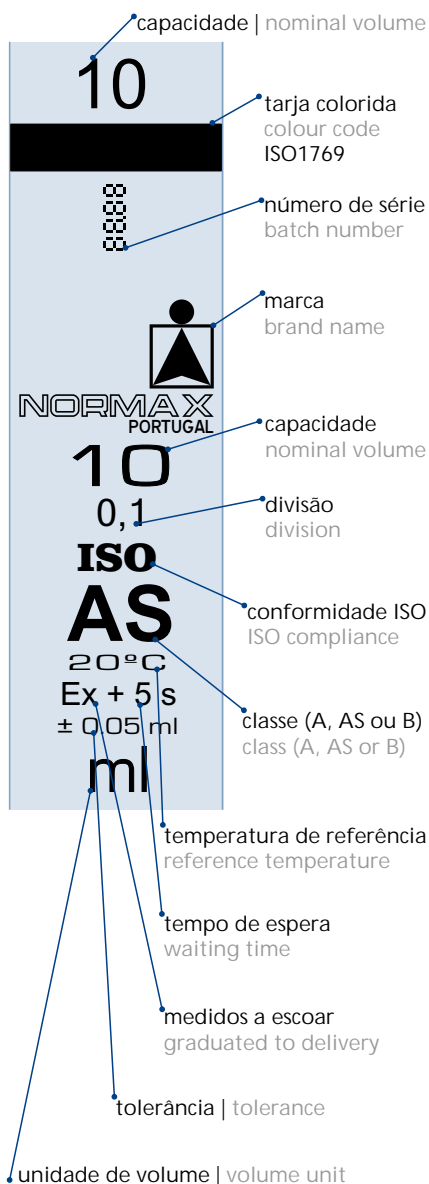 capacidade | nominal volume
10
tarja colorida
colour code
ISO1769
8888
número de série
batch number
marca
brand name
NORMAX
PORTUGAL
capacidade
nominal volume
10
0,1
divisão
division
ISO
conformidade ISO
ISO compliance
AS
20ºC
Ex + 5 s
classe (A, AS ou B)
class (A, AS or B)
± 0.05 ml
ml
temperatura de referência
reference temperature
tempo de espera
waiting time
medidos a escoar
graduated to delivery
tolerância | tolerance
unidade de volume | volume unit